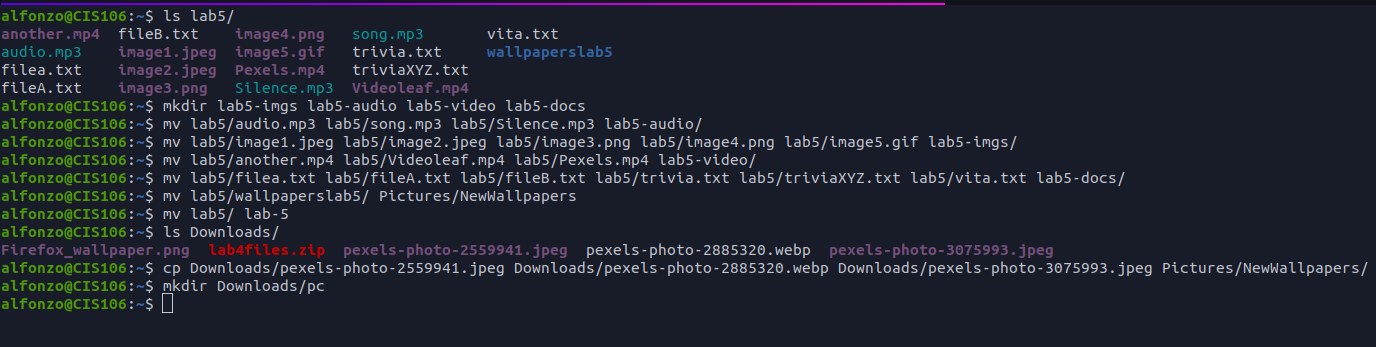 alfonzo@CIS106:~$ ls lab5/
another.mp4  fileB.txt    image4.png   song.mp3       vita.txt
audio.mp3    image1.jpeg  image5.gif   trivia.txt     wallpaperslab5
filea.txt    image2.jpeg  Pexels.mp4   triviaXYZ.txt
fileA.txt    image3.png   Silence.mp3  Videoleaf.mp4
alfonzo@CIS106:~$ mkdir lab5-imgs lab5-audio lab5-video lab5-docs
alfonzo@CIS106:~$ mv lab5/audio.mp3 lab5/song.mp3 lab5/Silence.mp3 lab5-audio/
alfonzo@CIS106:~$ mv lab5/image1.jpeg lab5/image2.jpeg lab5/image3.png lab5/image4.png lab5/image5.gif lab5-imgs/
alfonzo@CIS106:~$ mv lab5/another.mp4 lab5/Videoleaf.mp4 lab5/Pexels.mp4 lab5-video/
alfonzo@CIS106:~$ mv lab5/filea.txt lab5/fileA.txt lab5/fileB.txt lab5/trivia.txt lab5/triviaXYZ.txt lab5/vita.txt lab5-docs/
alfonzo@CIS106:~$ mv lab5/wallpaperslab5/ Pictures/NewWallpapers
alfonzo@CIS106:~$ mv lab5/ lab-5
alfonzo@CIS106:~$ ls Downloads/
Firefox_wallpaper.png  lab4files.zip  pexels-photo-2559941.jpeg  pexels-photo-2885320.webp  pexels-photo-3075993.jpeg
alfonzo@CIS106:~$ cp Downloads/pexels-photo-2559941.jpeg Downloads/pexels-photo-2885320.webp Downloads/pexels-photo-3075993.jpeg Pictures/NewWallpapers/
alfonzo@CIS106:~$ mkdir Downloads/pc
alfonzo@CIS106:~$